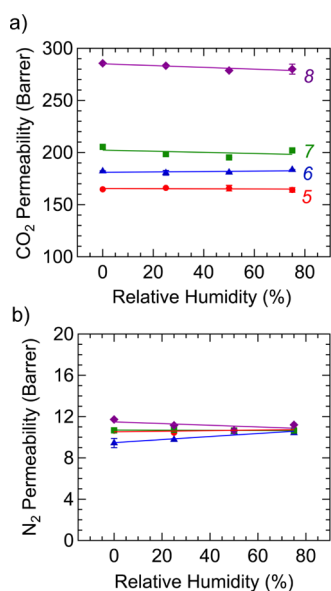 a)
300
250
200
150
100
CO₂ Permeability (Barrer)
8
7
6
5
0 20 40 60 80
Relative Humidity (%)
b)
20
16
12
8
4
0
N₂ Permeability (Barrer)
0 20 40 60 80
Relative Humidity (%)